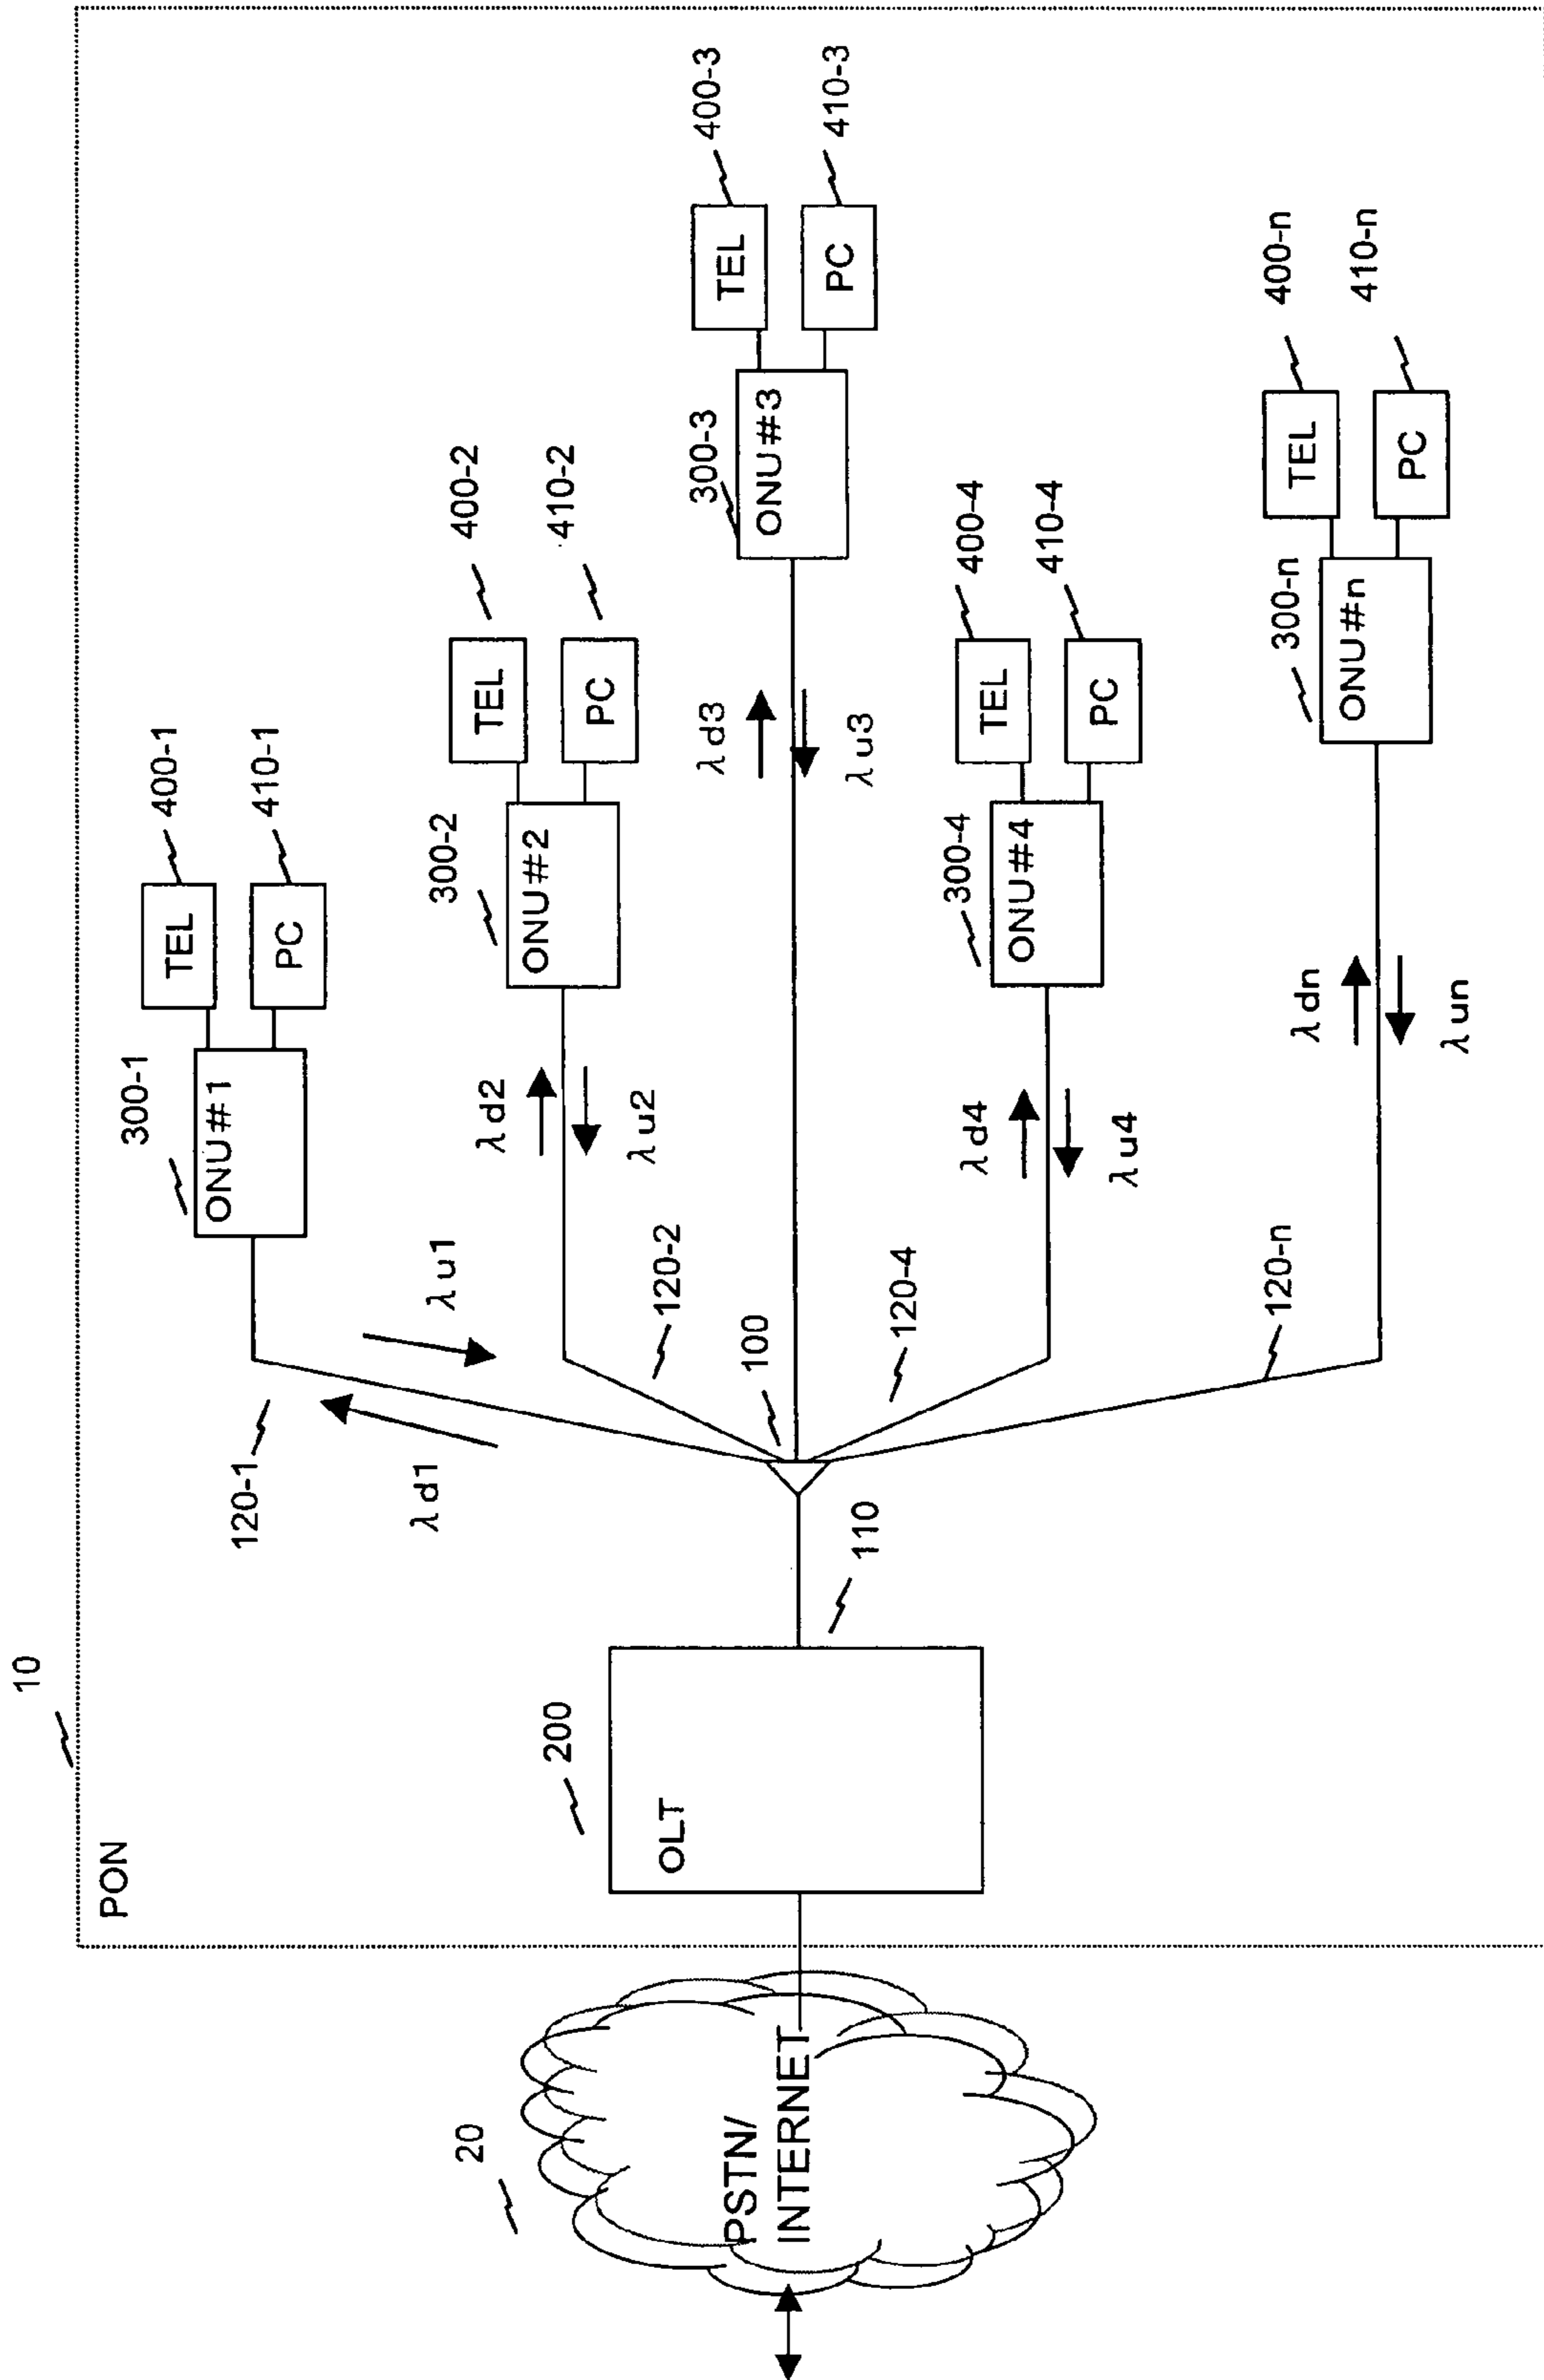 10
PON
20
PSTN/
INTERNET
OLT
200
110
100
120-1
λd1
λu1
300-1
ONU#1
TEL
400-1
PC
410-1
120-2
λd2
λu2
300-2
ONU#2
TEL
400-2
PC
410-2
λd3
λu3
300-3
ONU#3
TEL
400-3
PC
410-3
120-4
λd4
λu4
300-4
ONU#4
TEL
400-4
PC
410-4
120-n
λdn
λun
300-n
ONU#n
TEL
400-n
PC
410-n